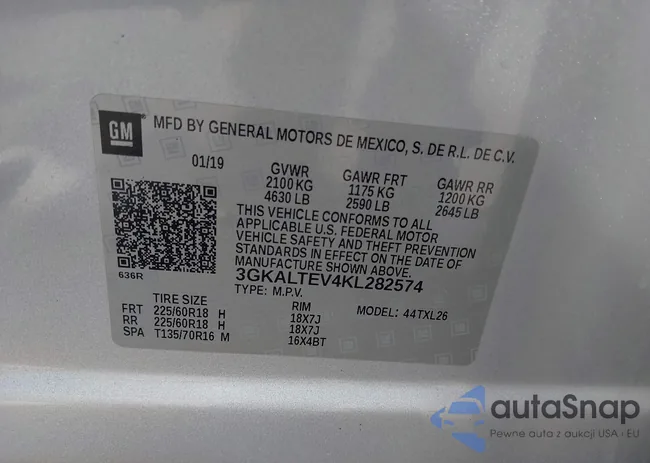 GM
MFD BY GENERAL MOTORS DE MEXICO, S. DE R.L. DE C.V.
01/19 GVWR GAWR FRT GAWR RR
2100 KG 1175 KG 1200 KG
4630 LB 2590 LB 2645 LB
THIS VEHICLE CONFORMS TO ALL
APPLICABLE U.S. FEDERAL MOTOR
VEHICLE SAFETY AND THEFT PREVENTION
STANDARDS IN EFFECT ON THE DATE OF
MANUFACTURE SHOWN ABOVE.
636R
3GKALTEV4KL282574
TYPE: M.P.V. MODEL: 44TXL26
TIRE SIZE RIM
FRT 225/60R18 H 18X7J
RR 225/60R18 H 18X7J
SPA T135/70R16 M 16X4BT
autaSnap
Pewne auta z aukcji USA i EU